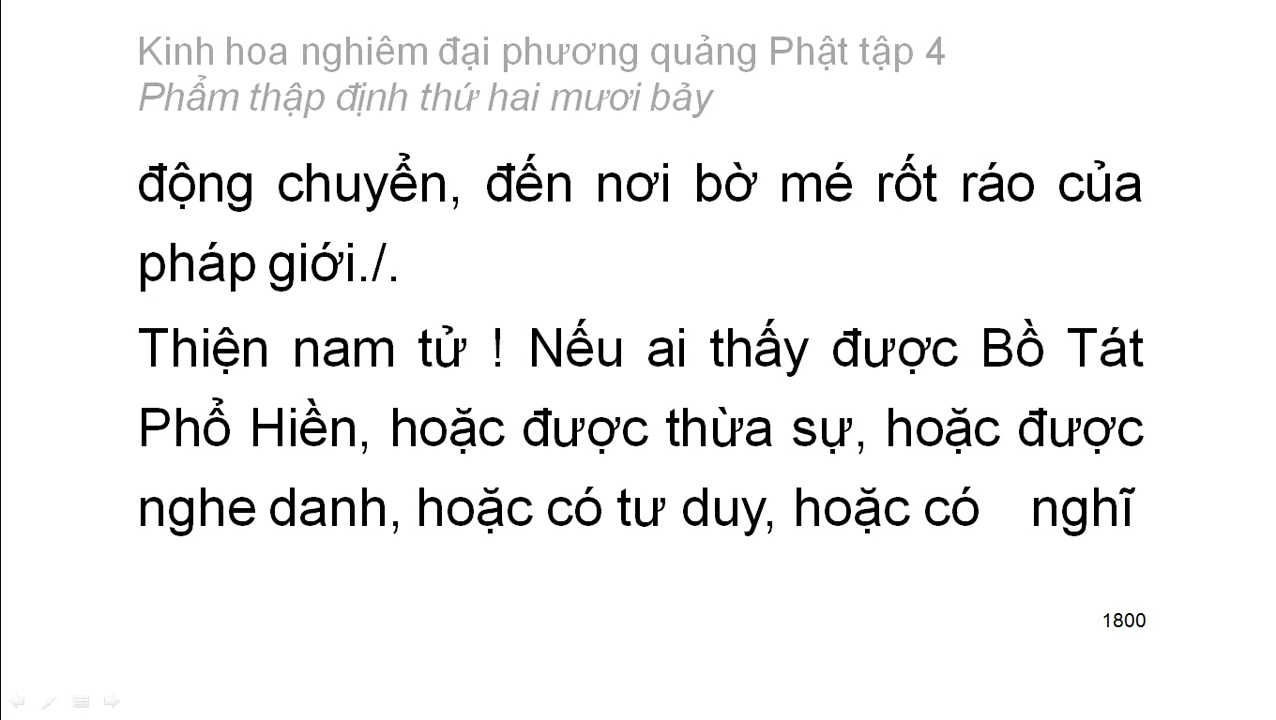 Kinh hoa nghiêm đại phương quảng Phật tập 4
Phẩm thập định thứ hai mươi bảy
động chuyển, đến nơi bờ mé rốt ráo của
pháp giới./.
Thiện nam tử ! Nếu ai thấy được Bồ Tát
Phổ Hiền, hoặc được thừa sự, hoặc được
nghe danh, hoặc có tư duy, hoặc có nghĩ
1800